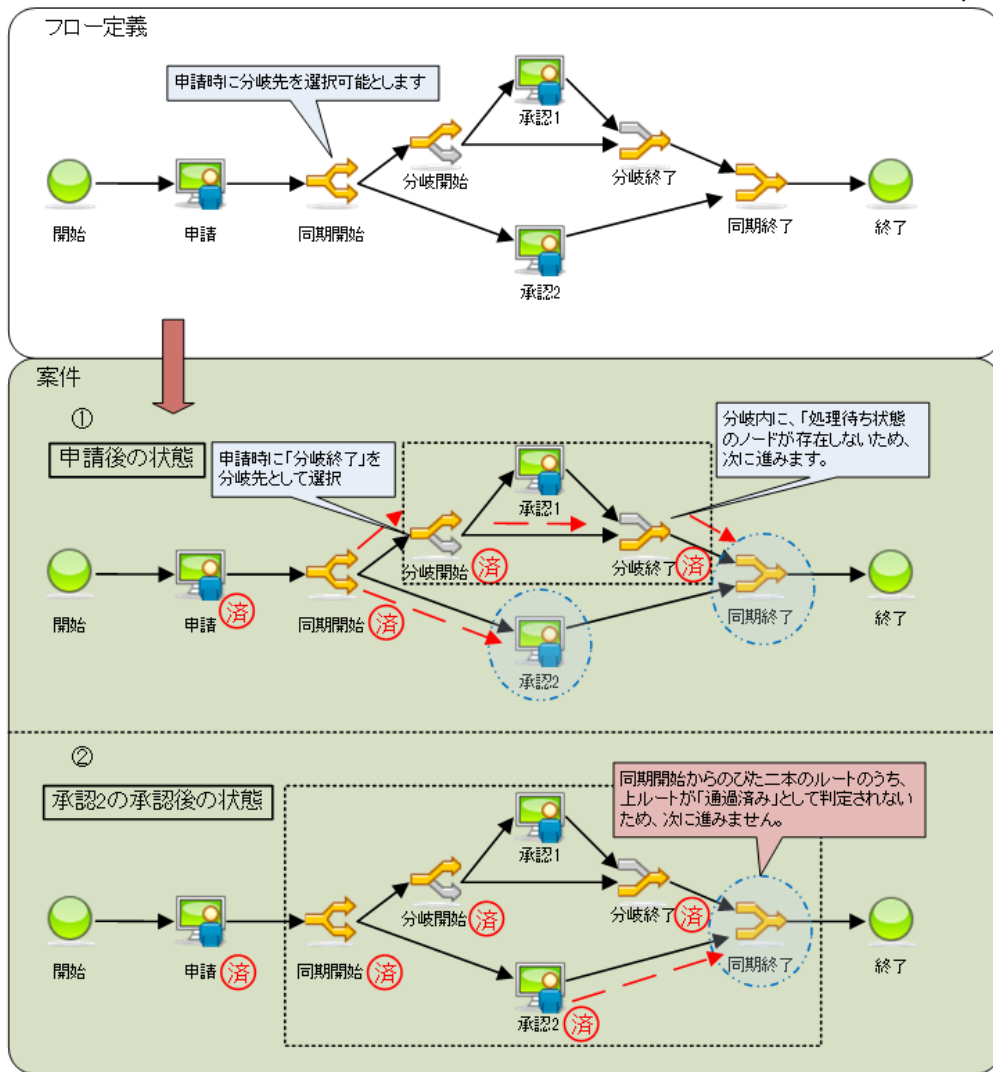 フロー定義
申請時に分岐先を選択可能とします
承認1
分岐開始
分岐終了
開始
申請
同期開始
同期終了
終了
承認2
案件
①
申請後の状態
申請時に「分岐終了」を
分岐先として選択
分岐内に、「処理待ち状態
のノードが存在しないため、
次に進みます。
承認1
分岐開始
済
分岐終了
済
開始
申請
済
同期開始
済
同期終了
終了
承認2
②
承認2の承認後の状態
同期開始からのびた二本のルートのうち、
上ルートが「通過済み」として判定されない
ため、次に進みません。
承認1
分岐開始
済
分岐終了
済
開始
申請
済
同期開始
済
同期終了
終了
承認2
済